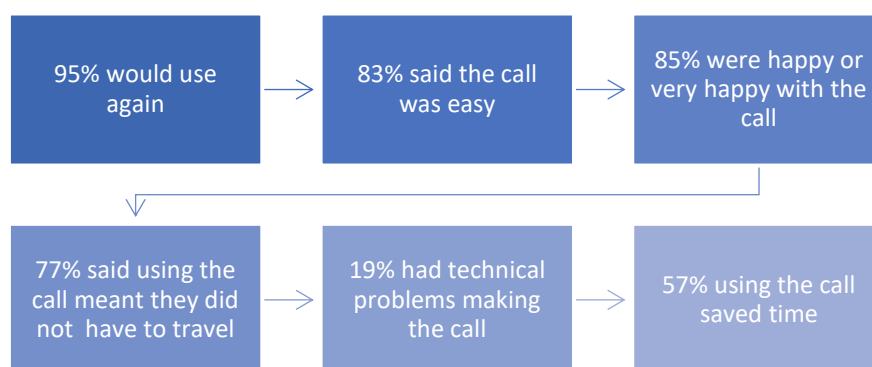 95% would use
again
83% said the call
was easy
85% were happy or
very happy with the
call
77% said using the
call meant they did
not  have to travel
19% had technical
problems making
the call
57% using the call
saved time